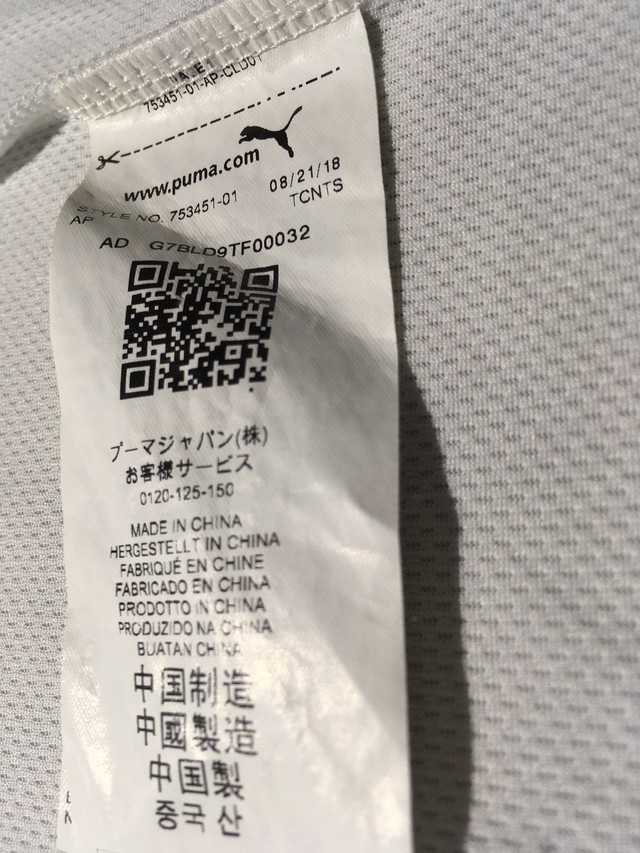 753451-01-AP-CLD01
www.puma.com
08/21/18
STYLE NO. 753451-01
TCNTS
AP
AD G7BLD9TF00032
プーマジャパン(株)
お客様サービス
0120-125-150
MADE IN CHINA
HERGESTELLT IN CHINA
FABRIQUÉ EN CHINE
FABRICADO EN CHINA
PRODOTTO IN CHINA
PRODUZIDO NA CHINA
BUATAN CHINA
中国制造
中國製造
中国製
중국 산